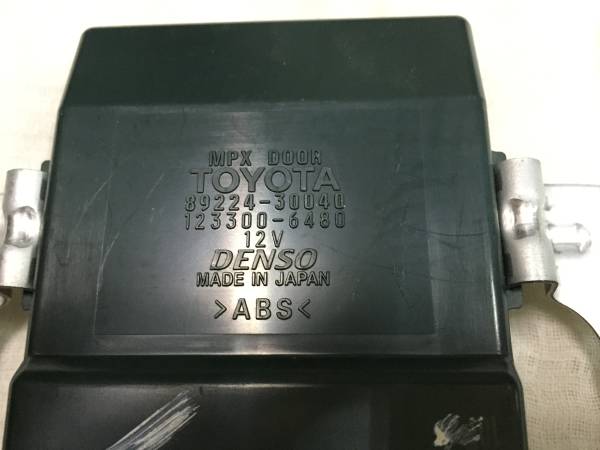 MPX DOOR
TOYOTA
89224-30040
123300-6480
12V
DENSO
MADE IN JAPAN
>ABS<